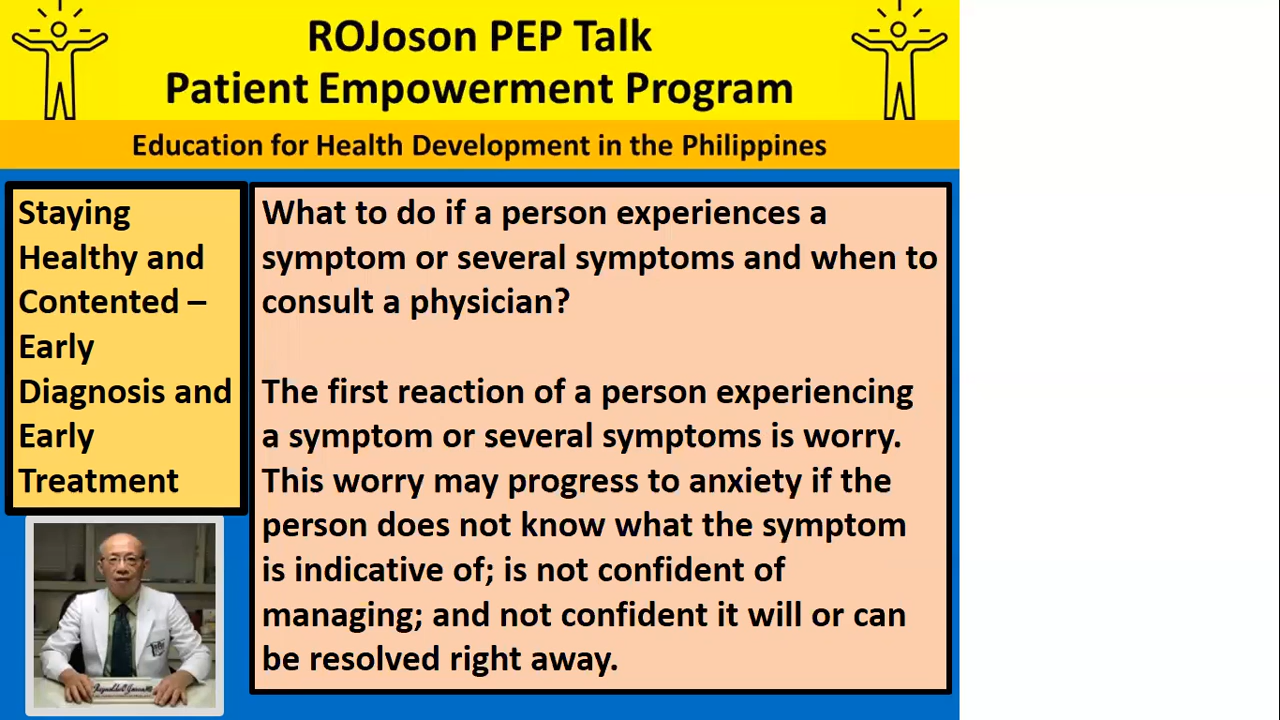 ROJoson PEP Talk
Patient Empowerment Program
Education for Health Development in the Philippines
Staying
Healthy and
Contented –
Early
Diagnosis and
Early
Treatment
What to do if a person experiences a
symptom or several symptoms and when to
consult a physician?
The first reaction of a person experiencing
a symptom or several symptoms is worry.
This worry may progress to anxiety if the
person does not know what the symptom
is indicative of; is not confident of
managing; and not confident it will or can
be resolved right away.